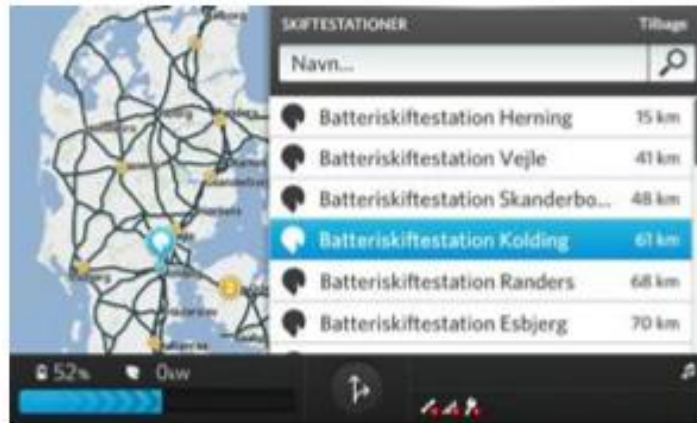 SKIFTESTATIONER Tilbage
Navn...
Batteriskiftestation Herning 15 km
Batteriskiftestation Vejle 41 km
Batteriskiftestation Skanderbo... 48 km
Batteriskiftestation Kolding 61 km
Batteriskiftestation Randers 68 km
Batteriskiftestation Esbjerg 70 km
52% 0kW